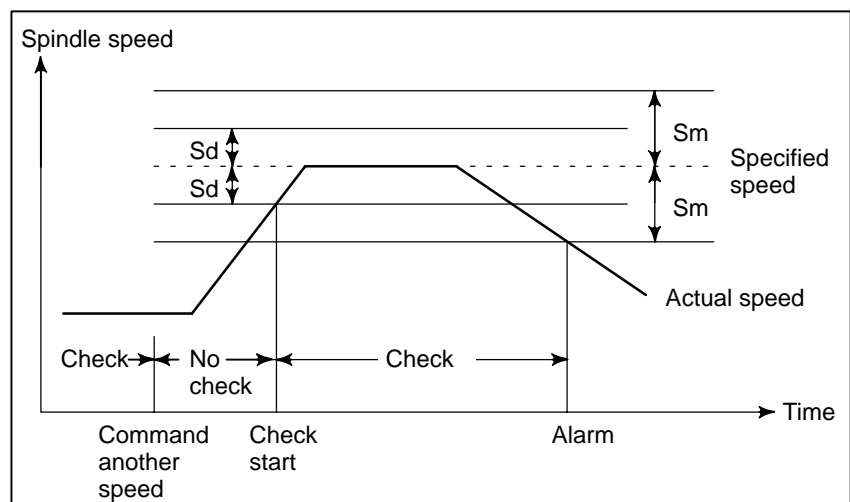 Spindle speed
Sd
Sm
Specified
speed
Sd
Sm
Actual speed
Check
No
check
Check
Time
Command
another
speed
Check
start
Alarm